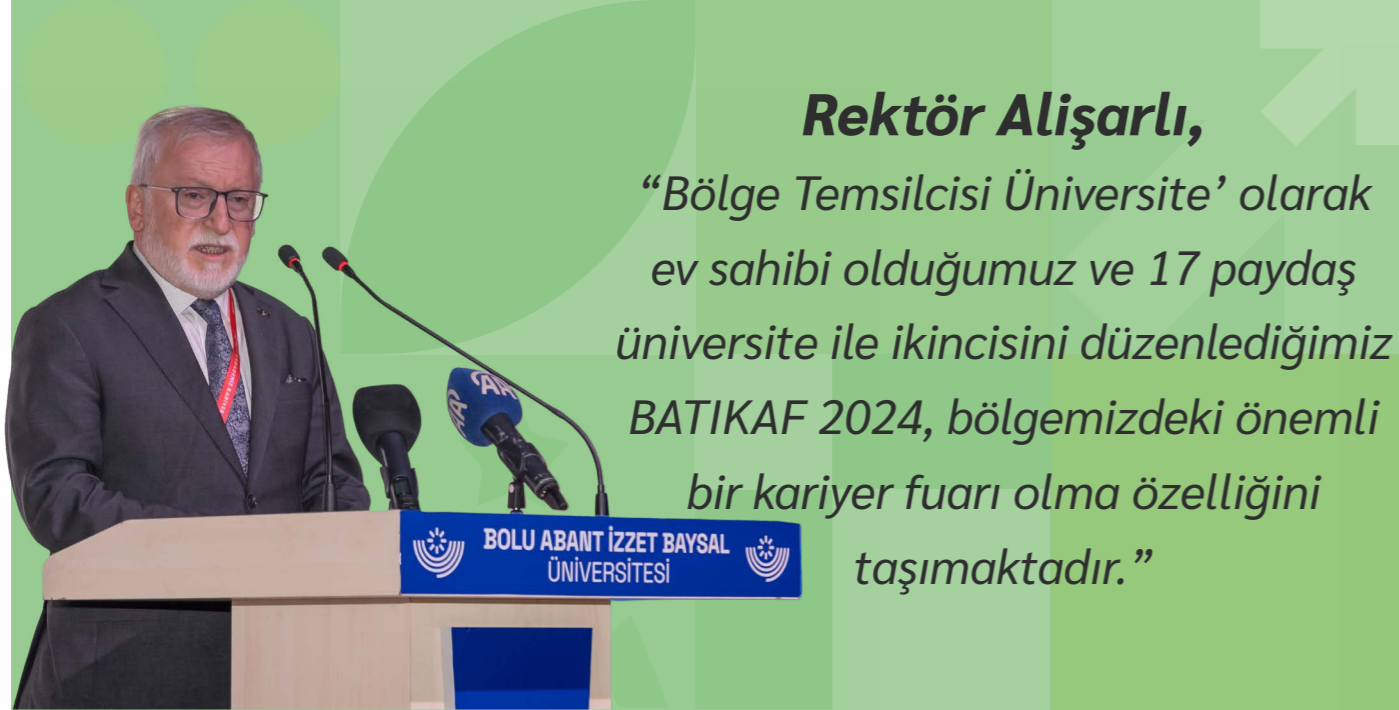 Rektör Alişarlı,
“Bölge Temsilcisi Üniversite’ olarak
ev sahibi olduğumuz ve 17 paydaş
üniversite ile ikincisini düzenlediğimiz
BATIKAF 2024, bölgemizdeki önemli
bir kariyer fuarı olma özelliğini
taşımaktadır.”
AA
AA
BOLU ABANT İZZET BAYSAL
ÜNİVERSİTESİ